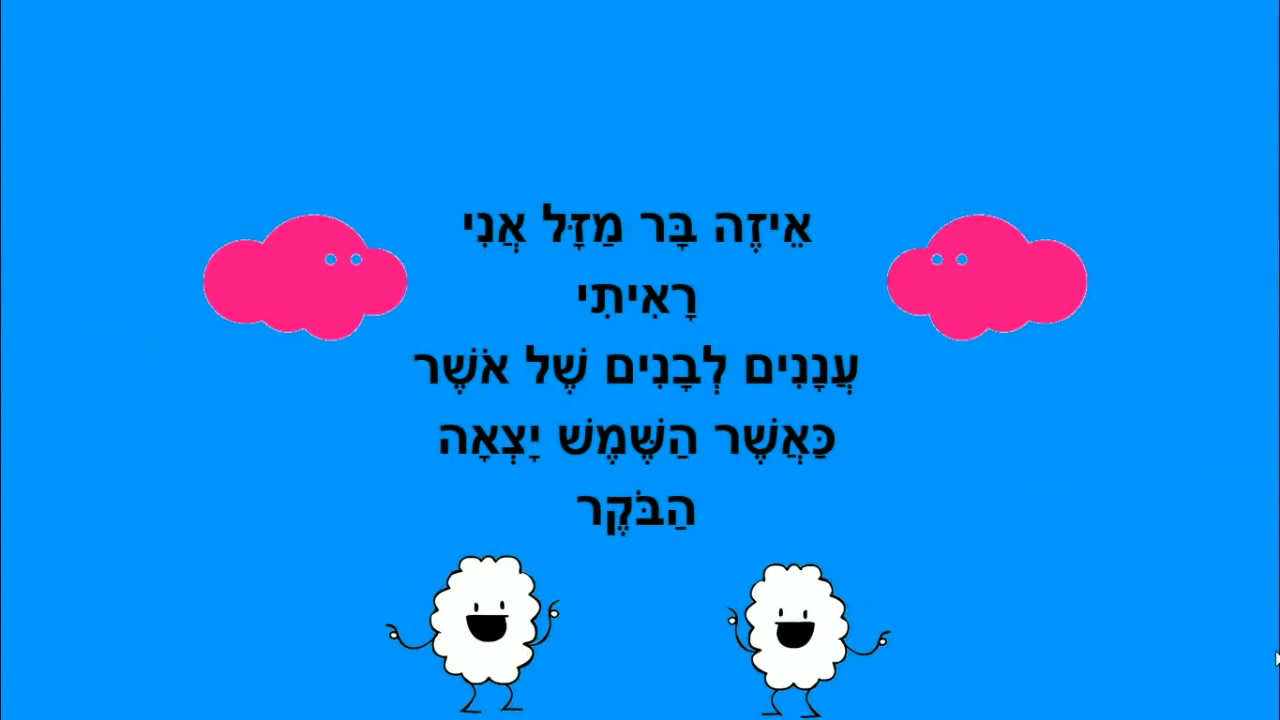 אֵיזֶה בָּר מַזָּל אֲנִי
רָאִיתִי
עֲנָנִים לְבָנִים שֶׁל אֹשֶׁר
כַּאֲשֶׁר הַשֶּׁמֶשׁ יָצְאָה
הַבֹּקֶר